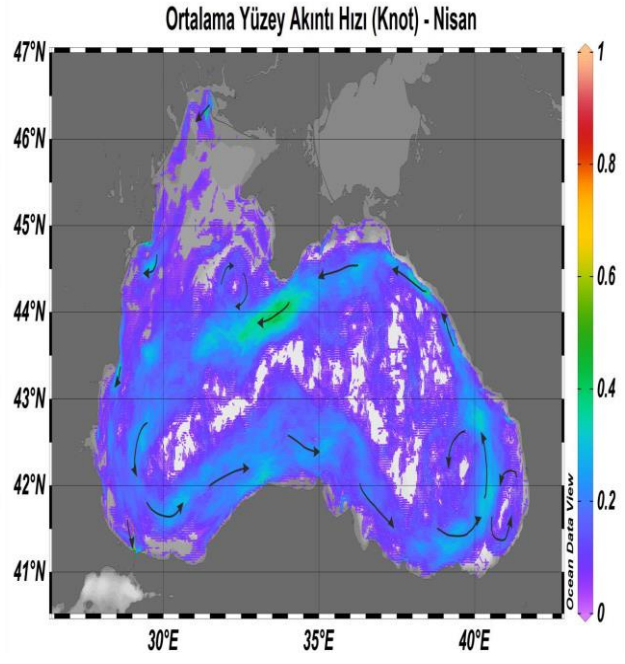 Ortalama Yüzey Akıntı Hızı (Knot) - Nisan
47°N
46°N
45°N
44°N
43°N
42°N
41°N
30°E
35°E
40°E
1
0.8
0.6
0.4
0.2
0
Ocean Data View